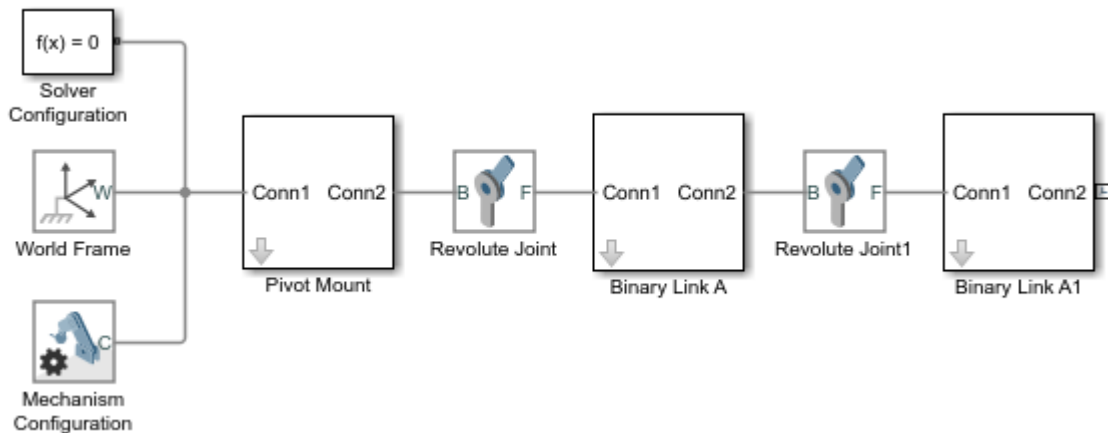 f(x) = 0
Solver
Configuration
W
World Frame
C
Mechanism
Configuration
Conn1 Conn2
Pivot Mount
B F
Revolute Joint
Conn1 Conn2
Binary Link A
B F
Revolute Joint1
Conn1 Conn2
Binary Link A1